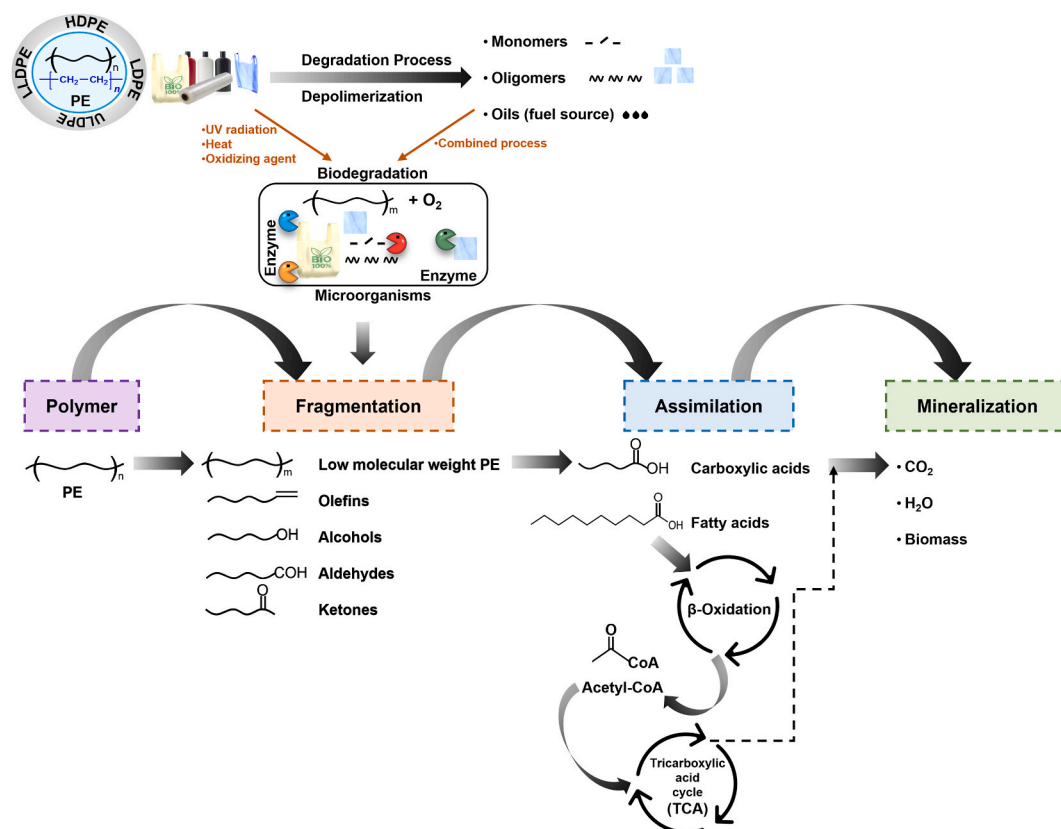 HDPE
LLDPE
LDPE
ULDPE
n
[CH₂-CH₂]n
PE
BIO
100%
Degradation Process
Depolimerization
• Monomers
• Oligomers
• Oils (fuel source)
•UV radiation
•Heat
•Oxidizing agent
•Combined process
Biodegradation
m + O₂
Enzyme
BIO
100%
Enzyme
Microorganisms
Polymer
Fragmentation
Assimilation
Mineralization
n
PE
m
Low molecular weight PE
Olefins
OH
Alcohols
COH
Aldehydes
O
Ketones
O
OH
Carboxylic acids
O
OH
Fatty acids
• CO₂
• H₂O
• Biomass
β-Oxidation
O
CoA
Acetyl-CoA
Tricarboxylic
acid
cycle
(TCA)